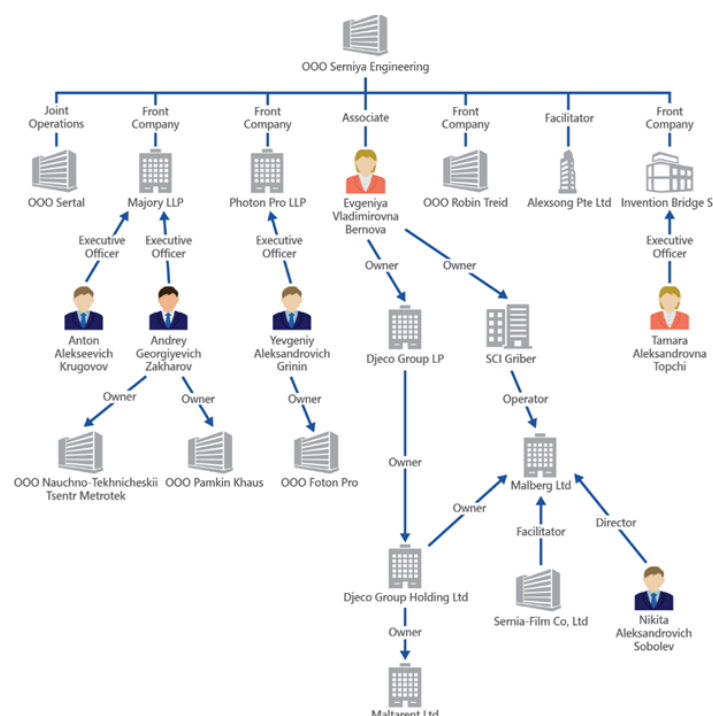 OOO Serniya Engineering
Joint
Operations
Front
Company
Front
Company
Associate
Front
Company
Facilitator
Front
Company
OOO Sertal
Majory LLP
Photon Pro LLP
Evgeniya
Vladimirovna
Bernova
OOO Robin Treid
Alexsong Pte Ltd
Invention Bridge S
Executive
Officer
Executive
Officer
Executive
Officer
Owner
Owner
Executive
Officer
Anton
Alekseevich
Krugovov
Andrey
Georgiyevich
Zakharov
Yevgeniy
Aleksandrovich
Grinin
Djeco Group LP
SCI Griber
Tamara
Aleksandrovna
Topchi
Owner
Owner
Owner
Operator
OOO Nauchno-Tekhnicheskii
Tsentr Metrotek
OOO Pamkin Khaus
OOO Foton Pro
Owner
Malberg Ltd
Owner
Facilitator
Director
Djeco Group Holding Ltd
Sernia-Film Co, Ltd
Nikita
Aleksandrovich
Sobolev
Owner
Maltarent Ltd